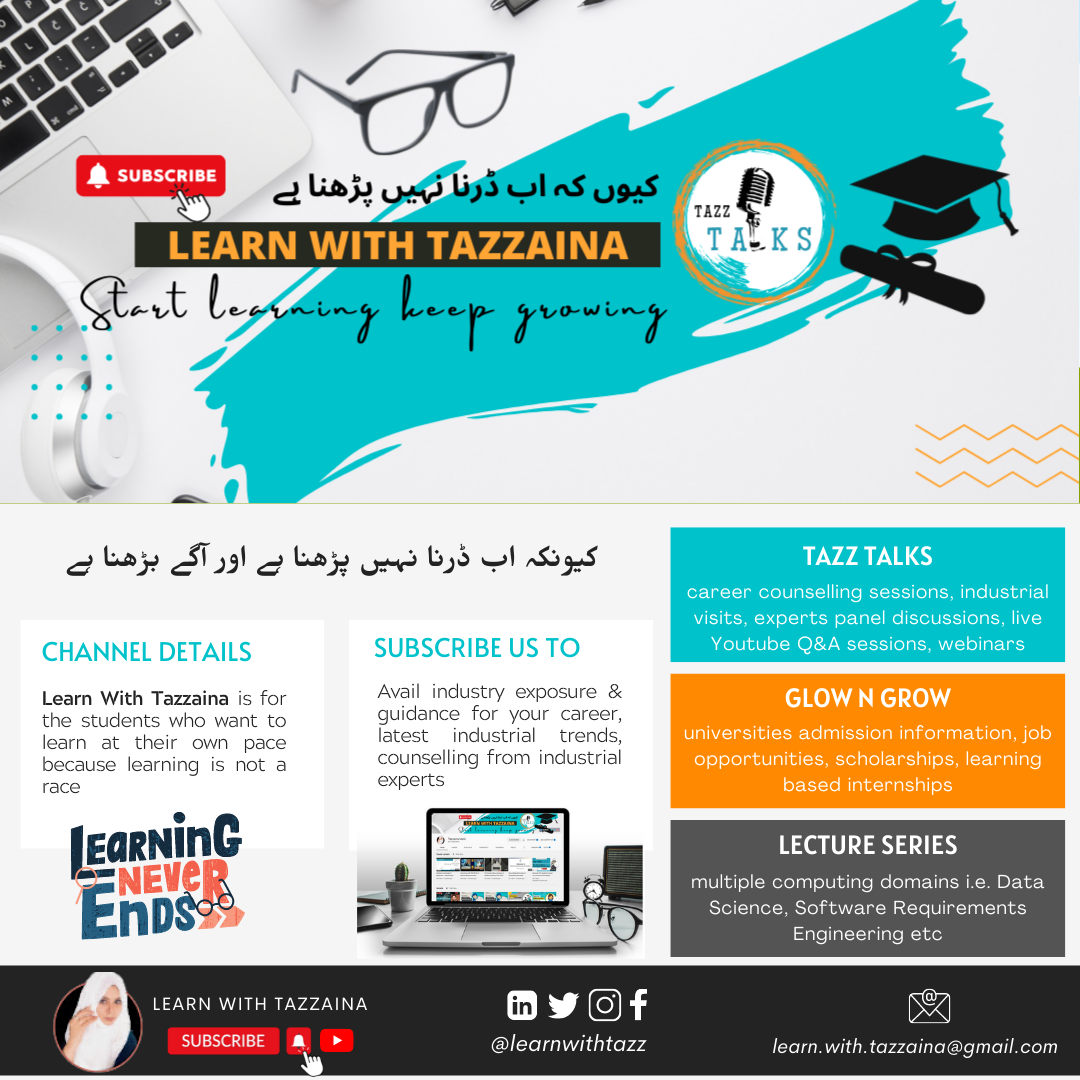 SUBSCRIBE
کیوں کہ اب ڈرنا نہیں پڑھنا ہے
LEARN WITH TAZZAINA
Start learning keep growing
TAZZ
TALKS
کیونکہ اب ڈرنا نہیں پڑھنا ہے اور آگے بڑھنا ہے
CHANNEL DETAILS
Learn With Tazzaina is for
the students who want to
learn at their own pace
because learning is not a
race
LEARNING
NEVER
ENDS
SUBSCRIBE US TO
Avail industry exposure &
guidance for your career,
latest industrial trends,
counselling from industrial
experts
LEARN WITH TAZZAINA
TAZZ TALKS
career counselling sessions, industrial
visits, experts panel discussions, live
Youtube Q&A sessions, webinars
GLOW N GROW
universities admission information, job
opportunities, scholarships, learning
based internships
LECTURE SERIES
multiple computing domains i.e. Data
Science, Software Requirements
Engineering etc
LEARN WITH TAZZAINA
SUBSCRIBE
in
@learnwithtazz
@
learn.with.tazzaina@gmail.com